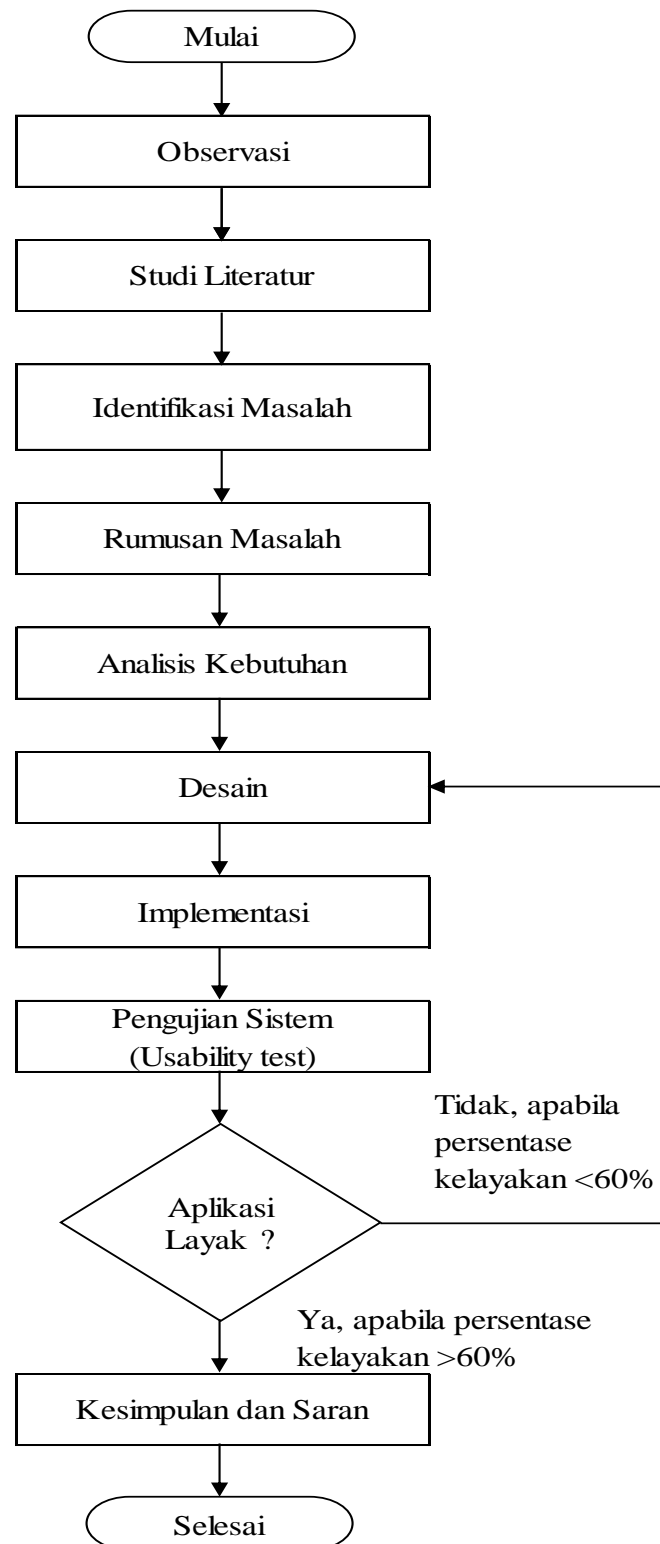 Mulai
Observasi
Studi Literatur
Identifikasi Masalah
Rumusan Masalah
Analisis Kebutuhan
Desain
Implementasi
Pengujian Sistem
(Usability test)
Tidak, apabila
persentase
kelayakan <60%
Aplikasi
Layak ?
Ya, apabila persentase
kelayakan >60%
Kesimpulan dan Saran
Selesai